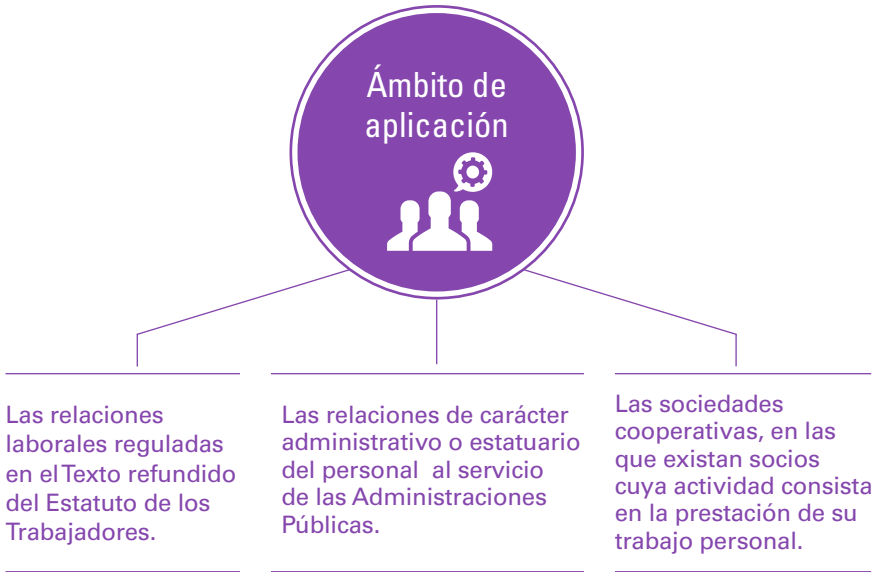 Ámbito de
aplicación
Las relaciones
laborales reguladas
en el Texto refundido
del Estatuto de los
Trabajadores.
Las relaciones de carácter
administrativo o estatuario
del personal al servicio
de las Administraciones
Públicas.
Las sociedades
cooperativas, en las
que existan socios
cuya actividad consista
en la prestación de su
trabajo personal.